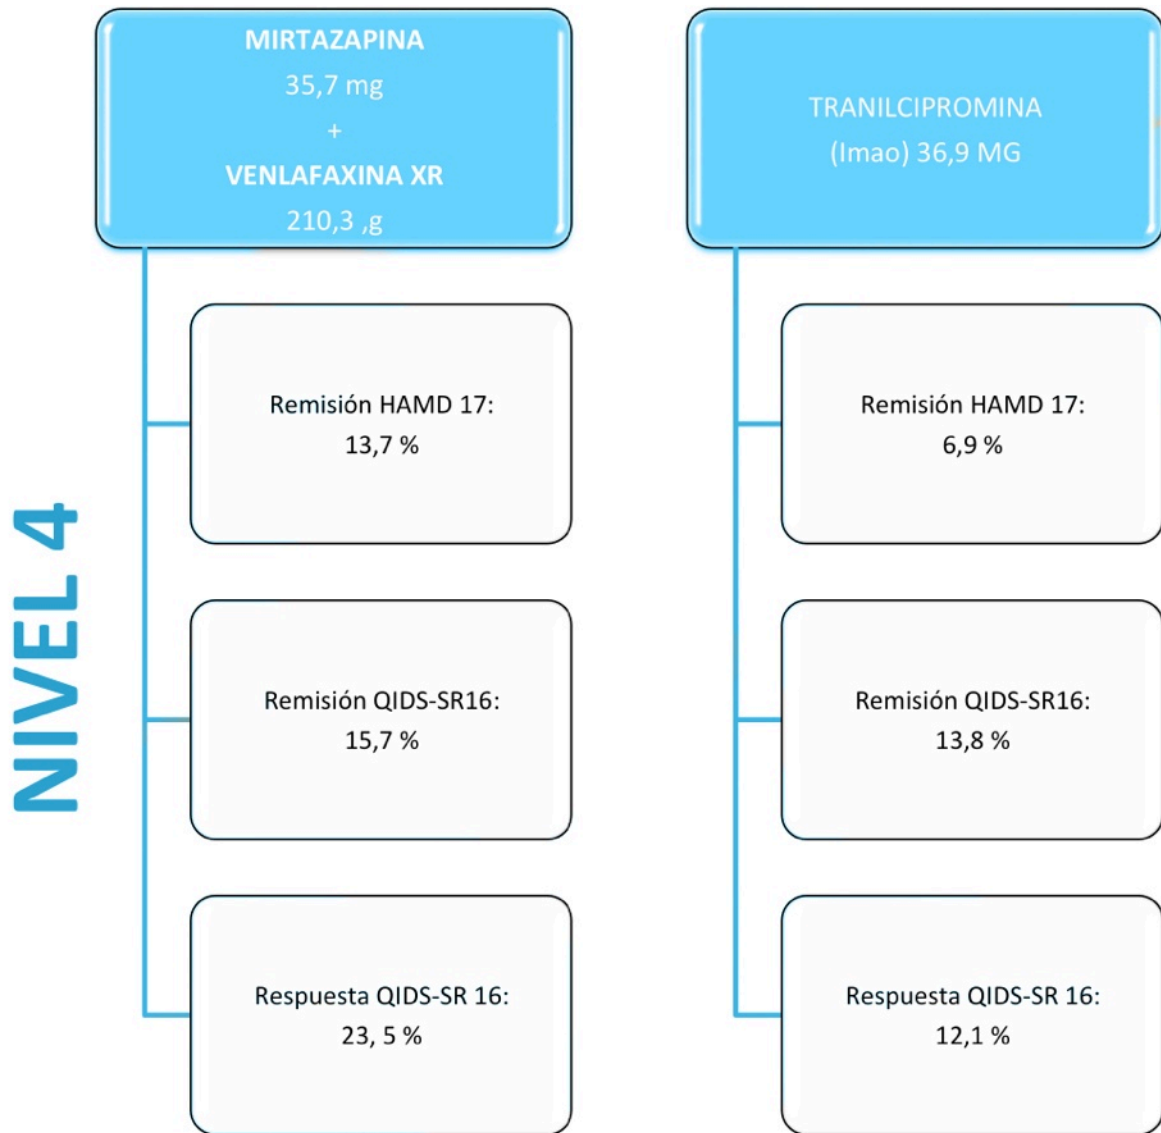 NIVEL 4
MIRTAZAPINA
35,7 mg
+
VENLAFAXINA XR
210,3 ,g
Remisión HAMD 17:
13,7 %
Remisión QIDS-SR16:
15,7 %
Respuesta QIDS-SR 16:
23, 5 %
TRANILCIPROMINA
(Imao) 36,9 MG
Remisión HAMD 17:
6,9 %
Remisión QIDS-SR16:
13,8 %
Respuesta QIDS-SR 16:
12,1 %